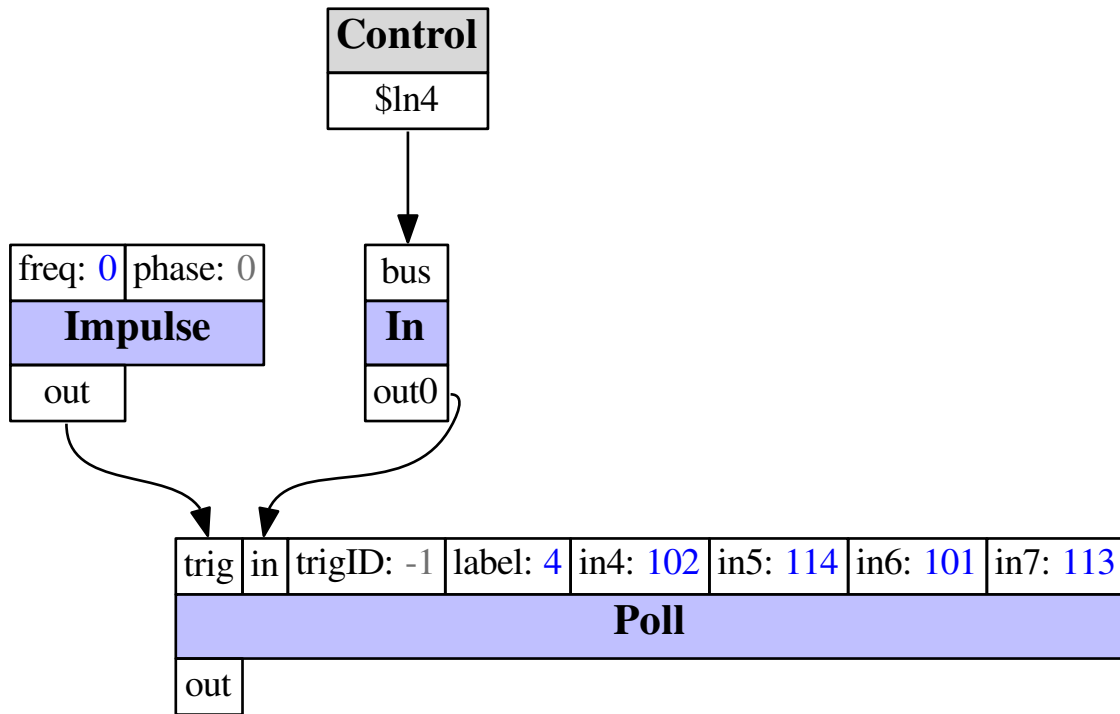 Control
$ln4
freq: 0 phase: 0
bus
Impulse
In
out
out0
trig in trigID: -1 label: 4 in4: 102 in5: 114 in6: 101 in7: 113
Poll
out